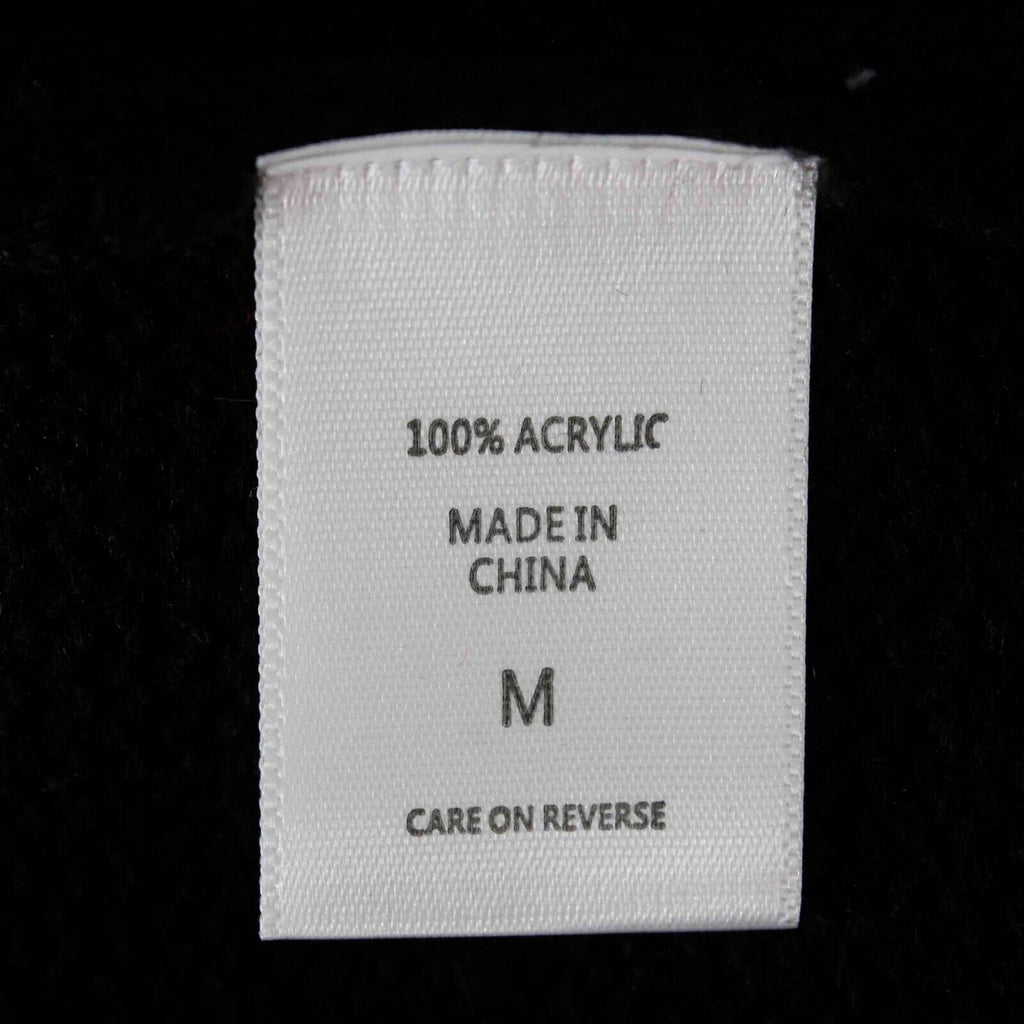 100% ACRYLIC
MADE IN
CHINA
M
CARE ON REVERSE